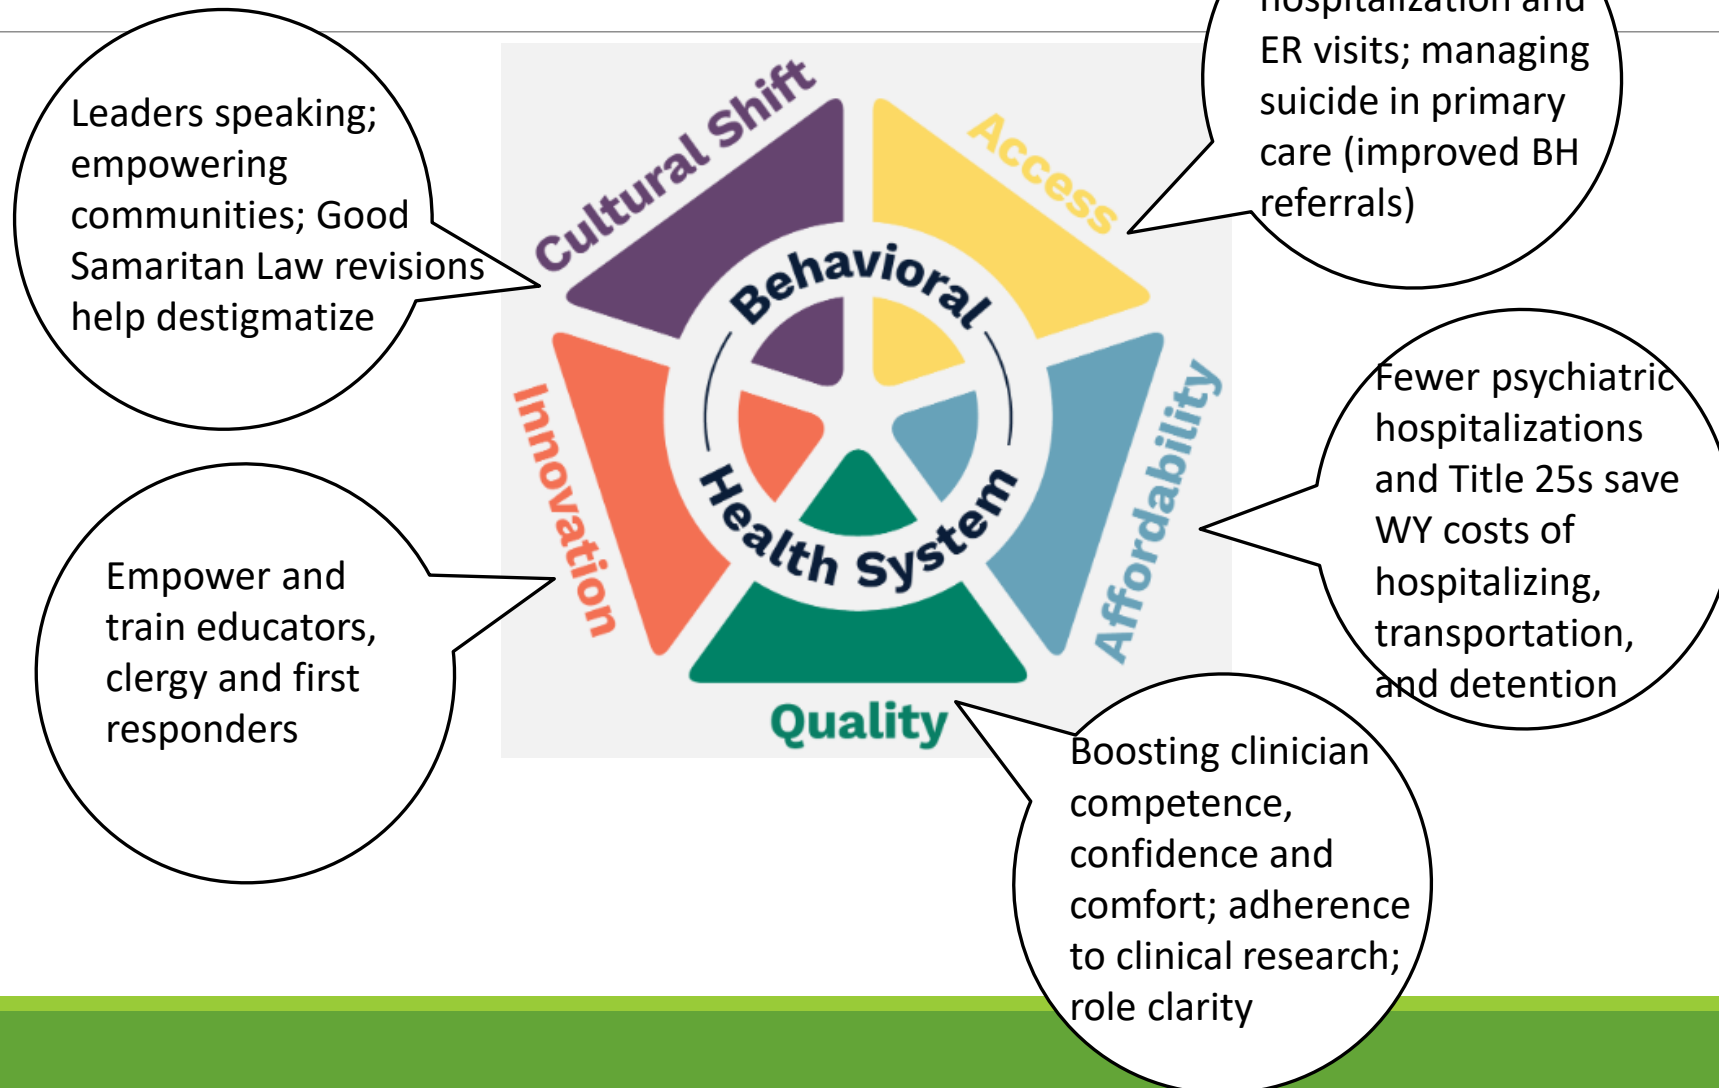 Leaders speaking;
empowering
communities; Good
Samaritan Law revisions
help destigmatize
Cultural Shift
Access
hospitalization and
ER visits; managing
suicide in primary
care (improved BH
referrals)
Behavioral
Health System
Innovation
Affordability
Quality
Empower and
train educators,
clergy and first
responders
Fewer psychiatric
hospitalizations
and Title 25s save
WY costs of
hospitalizing,
transportation,
and detention
Boosting clinician
competence,
confidence and
comfort; adherence
to clinical research;
role clarity